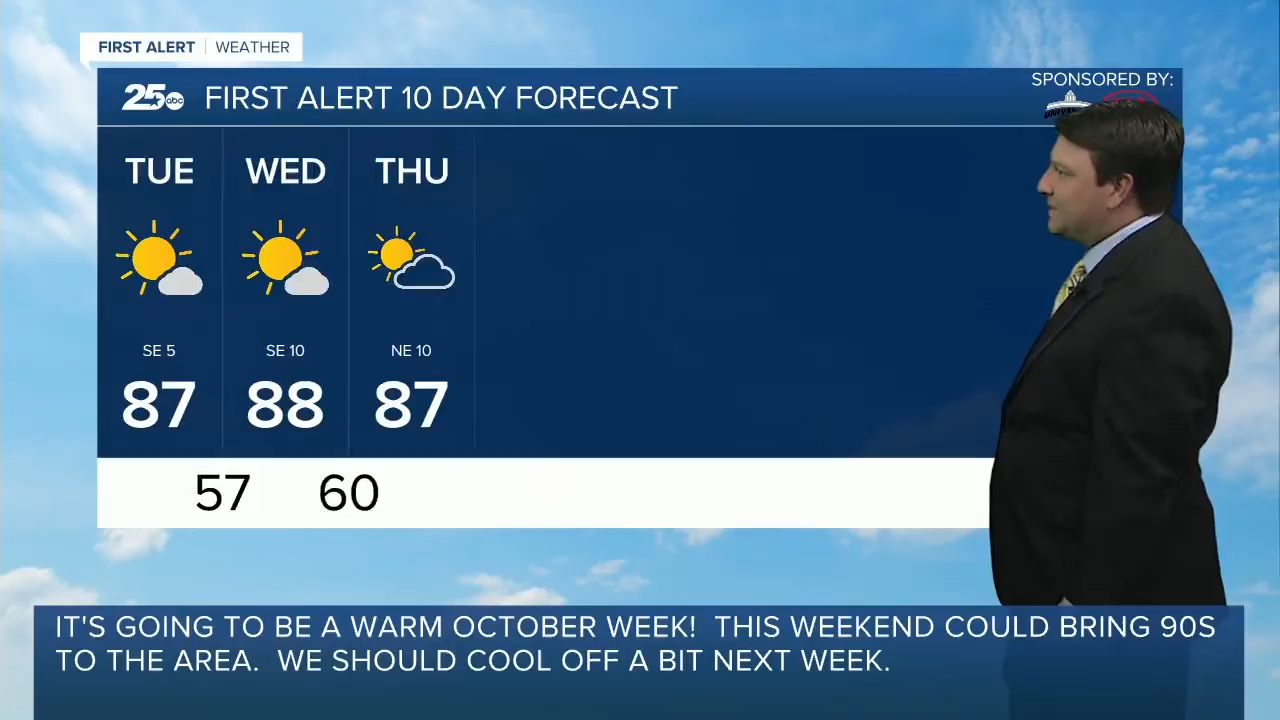 FIRST ALERT | WEATHER
25 abc FIRST ALERT 10 DAY FORECAST
SPONSORED BY:
TUE WED THU
SE 5 SE 10 NE 10
87 88 87
57 60
IT'S GOING TO BE A WARM OCTOBER WEEK! THIS WEEKEND COULD BRING 90S
TO THE AREA. WE SHOULD COOL OFF A BIT NEXT WEEK.